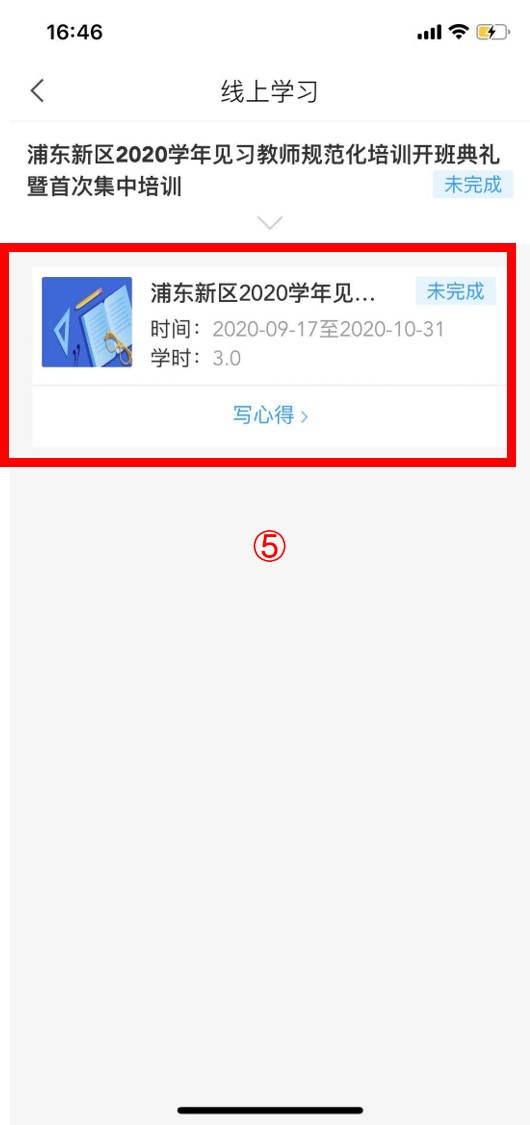 16:46
线上学习
浦东新区2020学年见习教师规范化培训开班典礼
暨首次集中培训
未完成
浦东新区2020学年见...
未完成
时间：2020-09-17至2020-10-31
学时：3.0
写心得 >
⑤